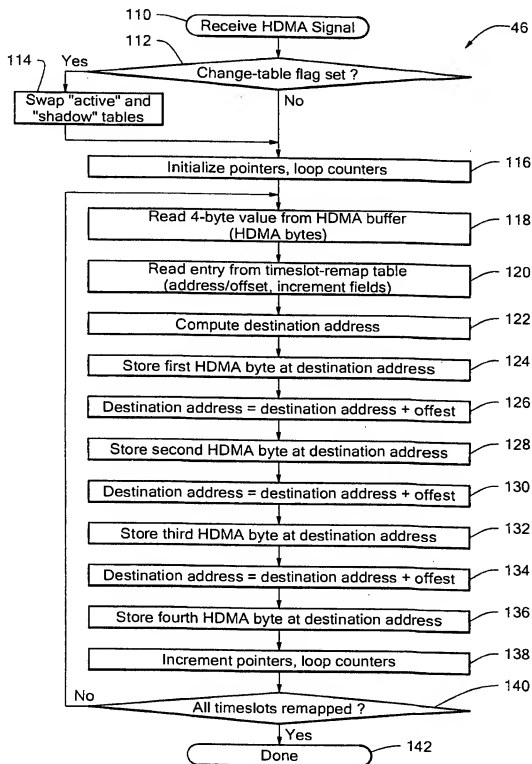 110
Receive HDMA Signal
112
46
114
Yes
Change-table flag set ?
Swap "active" and
"shadow" tables
No
Initialize pointers, loop counters
116
Read 4-byte value from HDMA buffer
(HDMA bytes)
118
Read entry from timeslot-remap table
(address/offset, increment fields)
120
Compute destination address
122
Store first HDMA byte at destination address
124
Destination address = destination address + offest
126
Store second HDMA byte at destination address
128
Destination address = destination address + offest
130
Store third HDMA byte at destination address
132
Destination address = destination address + offest
134
Store fourth HDMA byte at destination address
136
Increment pointers, loop counters
138
No
All timeslots remapped ?
140
Yes
Done
142